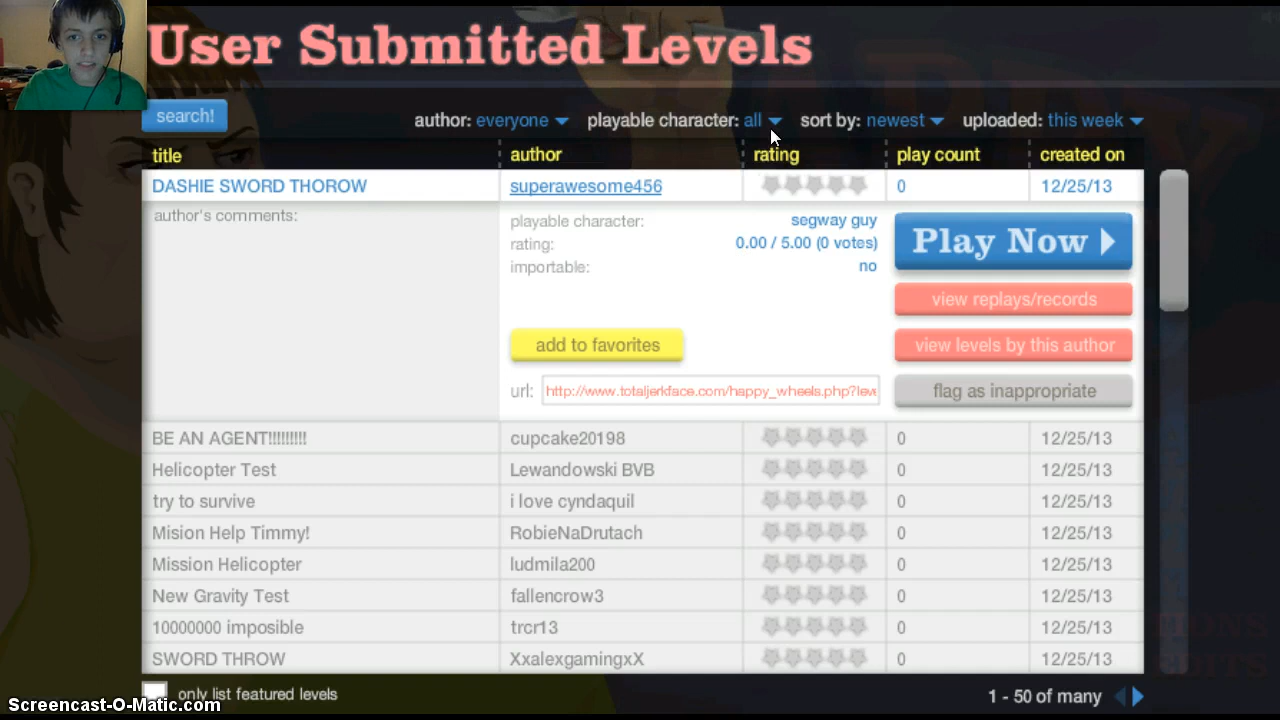 User Submitted Levels
search!
author: everyone playable character: all sort by: newest uploaded: this week
title author rating play count created on
DASHIE SWORD THOROW superawesome456 0 12/25/13
author's comments:
playable character: segway guy
rating: 0.00 / 5.00 (0 votes)
importable: no
Play Now
view replays/records
add to favorites
view levels by this author
url: http://www.totaljerkface.com/happy_wheels.php?leve
flag as inappropriate
BE AN AGENT!!!!!!!!! cupcake20198 0 12/25/13
Helicopter Test Lewandowski BVB 0 12/25/13
try to survive i love cyndaquil 0 12/25/13
Mision Help Timmy! RobieNaDrutach 0 12/25/13
Mission Helicopter ludmila200 0 12/25/13
New Gravity Test fallencrow3 0 12/25/13
10000000 imposible trcr13 0 12/25/13
SWORD THROW XxalexgamingxX 0 12/25/13
only list featured levels
1 - 50 of many
Screencast-O-Matic.com